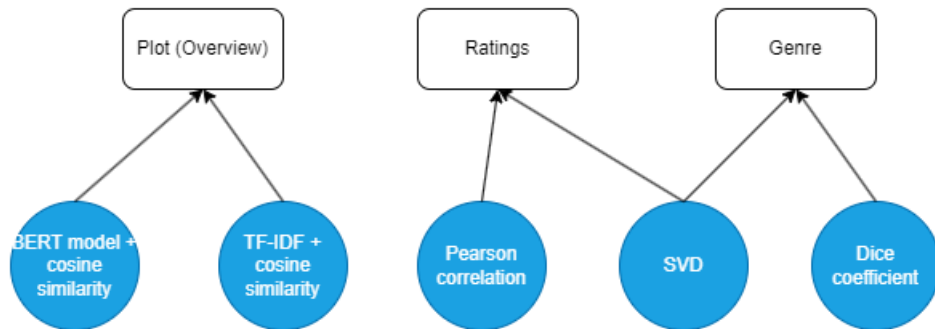 Plot (Overview)
Ratings
Genre
BERT model +
cosine
similarity
TF-IDF +
cosine
similarity
Pearson
correlation
SVD
Dice
coefficient